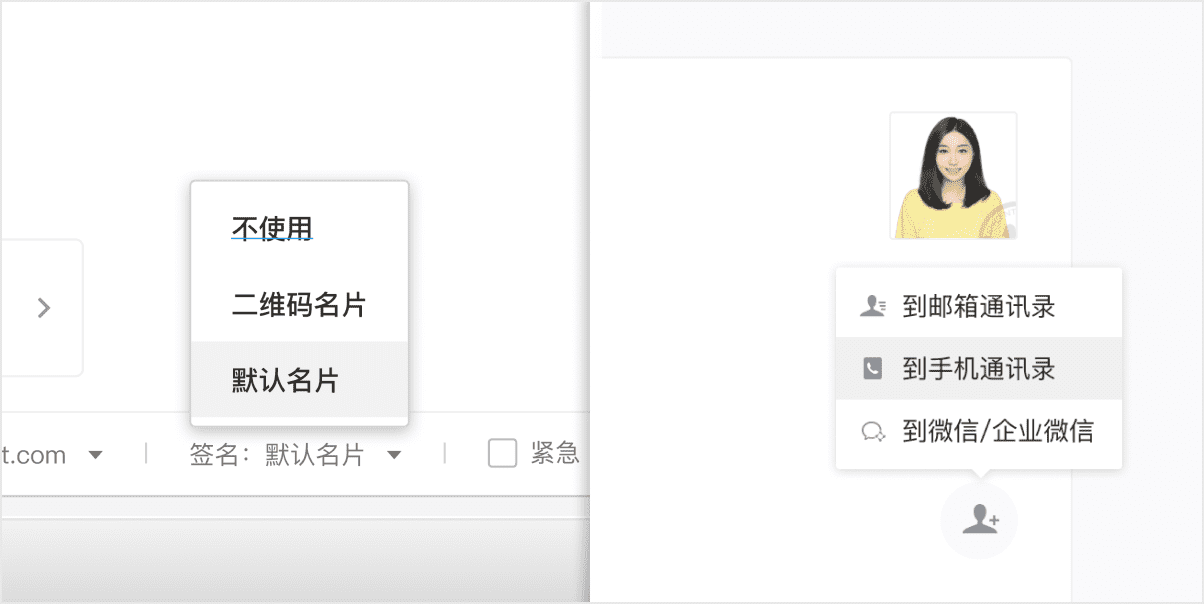 不使用
二维码名片
默认名片
t.com
签名：默认名片
紧急
到邮箱通讯录
到手机通讯录
到微信/企业微信